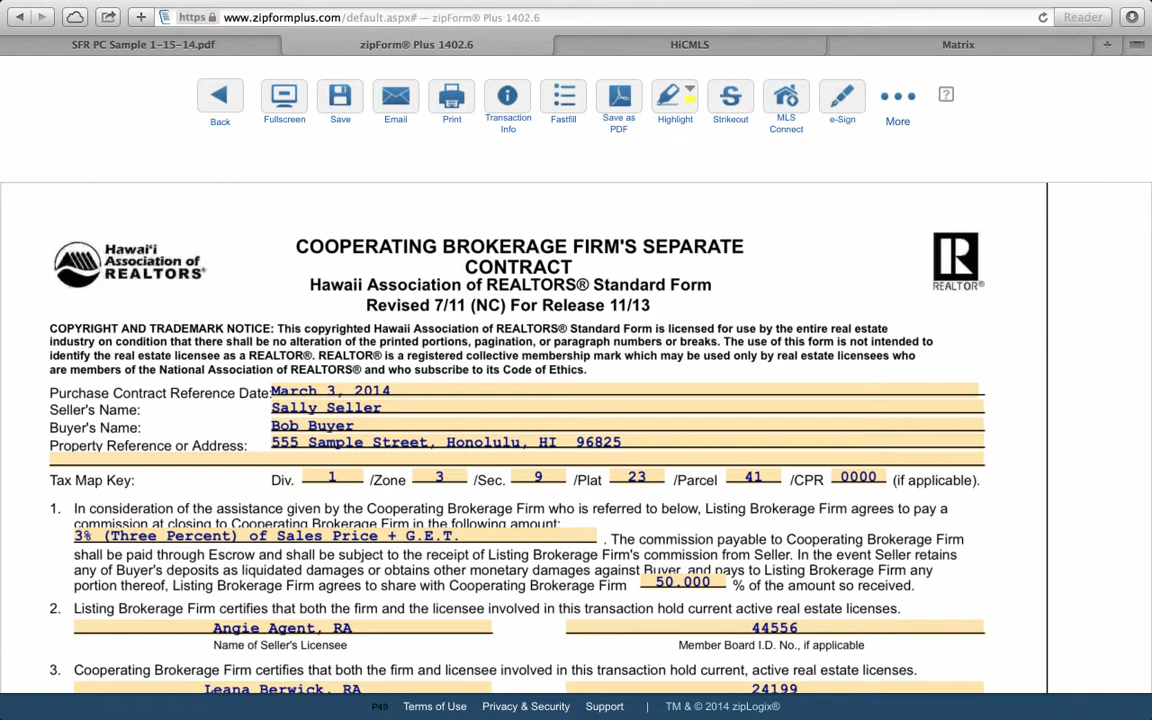 https www.zipformplus.com/default.aspx# — zipForm® Plus 1402.6 Reader
SFR PC Sample 1-15-14.pdf zipForm® Plus 1402.6 HiCMLS Matrix
Back Fullscreen Save Email Print Transaction Info Fastfill Save as PDF Highlight Strikeout MLS Connect e-Sign More ?
Hawai‘i
Association of
REALTORS®
COOPERATING BROKERAGE FIRM'S SEPARATE
CONTRACT
Hawaii Association of REALTORS® Standard Form
Revised 7/11 (NC) For Release 11/13
R
REALTOR®
COPYRIGHT AND TRADEMARK NOTICE: This copyrighted Hawaii Association of REALTORS® Standard Form is licensed for use by the entire real estate
industry on condition that there shall be no alteration of the printed portions, pagination, or paragraph numbers or breaks. The use of this form is not intended to
identify the real estate licensee as a REALTOR®. REALTOR® is a registered collective membership mark which may be used only by real estate licensees who
are members of the National Association of REALTORS® and who subscribe to its Code of Ethics.
Purchase Contract Reference Date: March 3, 2014
Seller's Name: Sally Seller
Buyer's Name: Bob Buyer
Property Reference or Address: 555 Sample Street, Honolulu, HI 96825
Tax Map Key: Div. 1 /Zone 3 /Sec. 9 /Plat 23 /Parcel 41 /CPR 0000 (if applicable).
1. In consideration of the assistance given by the Cooperating Brokerage Firm who is referred to below, Listing Brokerage Firm agrees to pay a
commission at closing to Cooperating Brokerage Firm in the following amount:
3% (Three Percent) of Sales Price + G.E.T. . The commission payable to Cooperating Brokerage Firm
shall be paid through Escrow and shall be subject to the receipt of Listing Brokerage Firm's commission from Seller. In the event Seller retains
any of Buyer's deposits as liquidated damages or obtains other monetary damages against Buyer, and pays to Listing Brokerage Firm any
portion thereof, Listing Brokerage Firm agrees to share with Cooperating Brokerage Firm 50.000 % of the amount so received.
2. Listing Brokerage Firm certifies that both the firm and the licensee involved in this transaction hold current active real estate licenses.
Angie Agent, RA 44556
Name of Seller's Licensee Member Board I.D. No., if applicable
3. Cooperating Brokerage Firm certifies that both the firm and licensee involved in this transaction hold current, active real estate licenses.
Leana Berwick, RA 24199
P49 Terms of Use Privacy & Security Support | TM & © 2014 zipLogix®